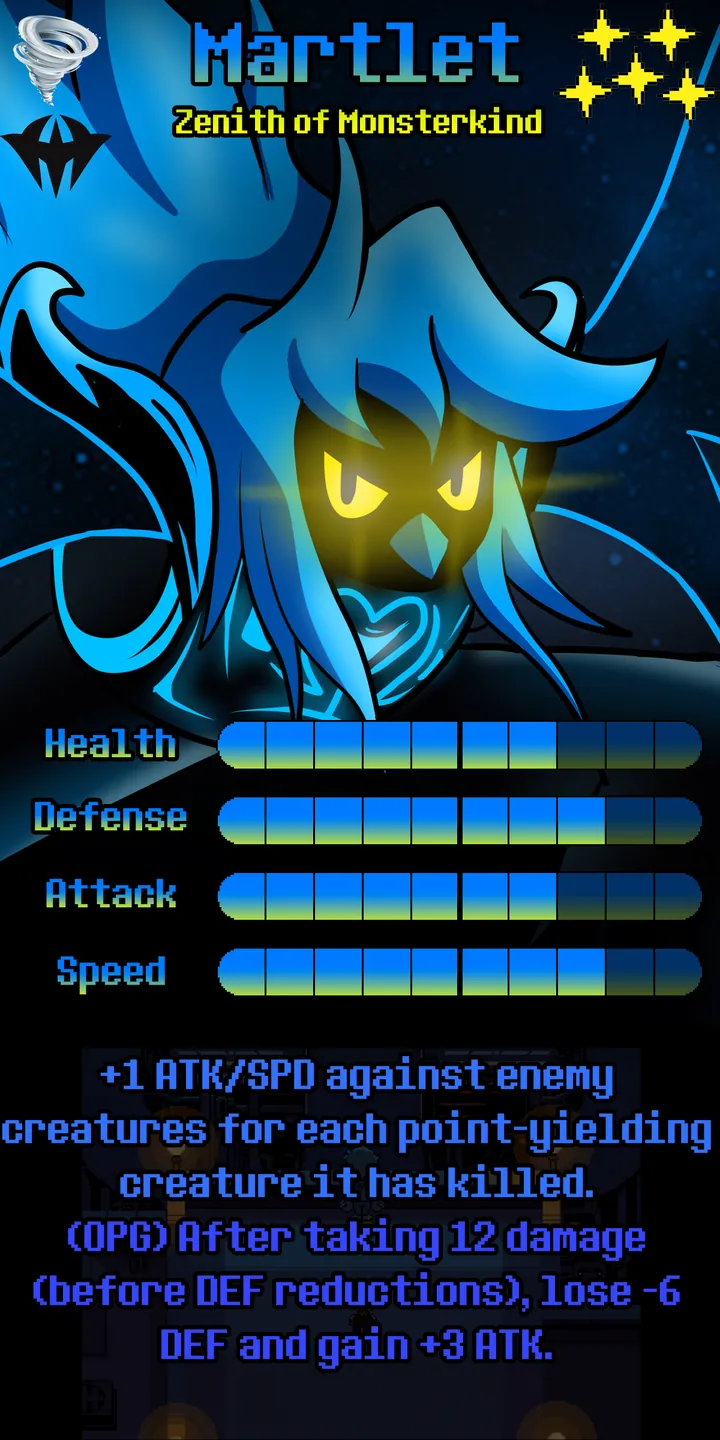 Martlet
Zenith of Monsterkind
Health
Defense
Attack
Speed
+1 ATK/SPD against enemy
creatures for each point-yielding
creature it has killed.
(OPG) After taking 12 damage
(before DEF reductions), lose -6
DEF and gain +3 ATK.